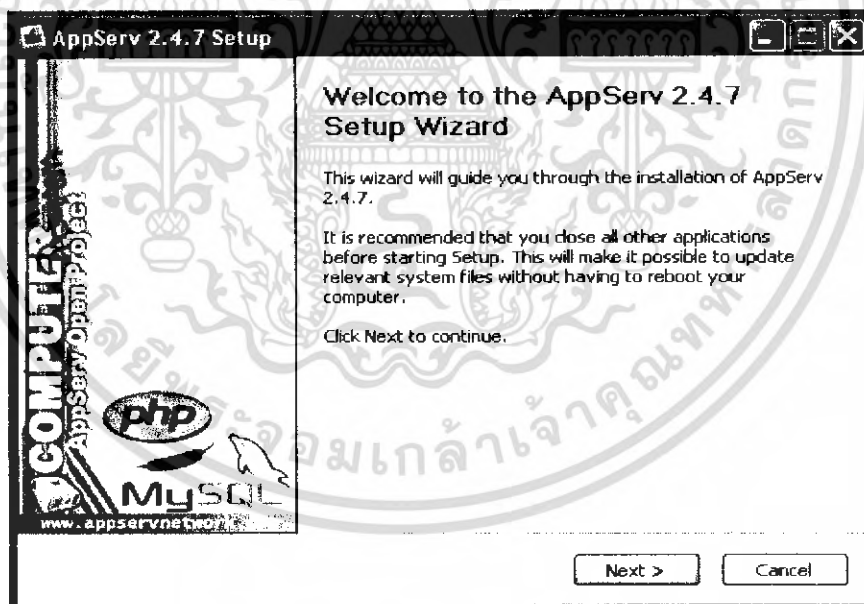 AppServ 2.4.7 Setup
Welcome to the AppServ 2.4.7
Setup Wizard
This wizard will guide you through the installation of AppServ
2.4.7.
It is recommended that you close all other applications
before starting Setup. This will make it possible to update
relevant system files without having to reboot your
computer.
Click Next to continue.
COMPUTER
AppServ Open Project
php
MySQL
www.appservnetwork
Next >
Cancel